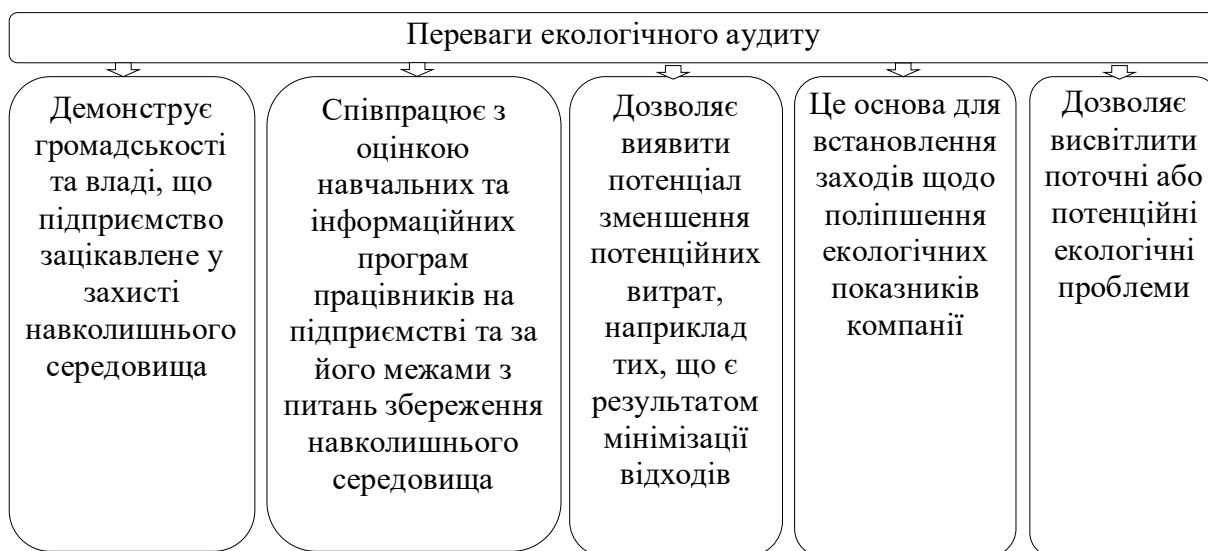 Переваги екологічного аудиту
Демонструє
громадськості
та владі, що
підприємство
зацікавлене у
захисті
навколишнього
середовища
Співпрацює з
оцінкою
навчальних та
інформаційних
програм
працівників на
підприємстві та за
його межами з
питань збереження
навколишнього
середовища
Дозволяє
виявити
потенціал
зменшення
потенційних
витрат,
наприклад
тих, що є
результатом
мінімізації
відходів
Це основа для
встановлення
заходів щодо
поліпшення
екологічних
показників
компанії
Дозволяє
висвітлити
поточні або
потенційні
екологічні
проблеми